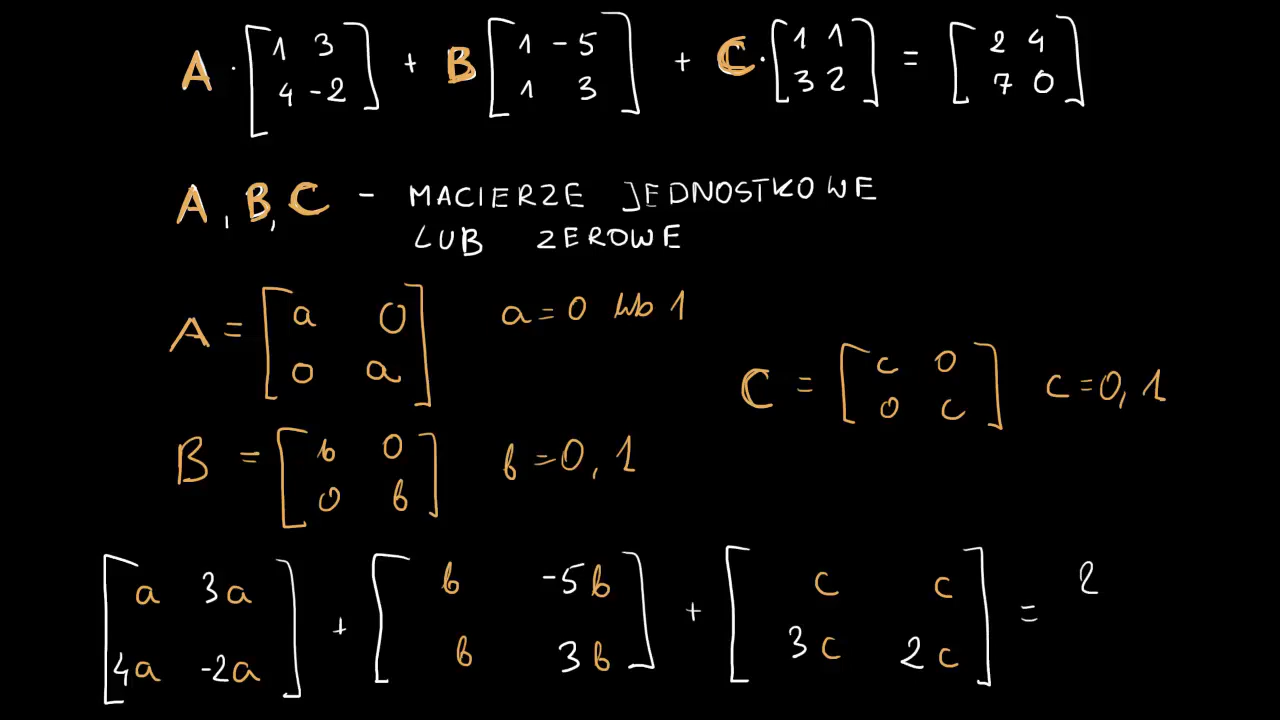 A · [1 3 + B [1 -5 + C · [1 1 = [2 4
4 -2] 1 3] 3 2] 7 0]
A, B, C - MACIERZE JEDNOSTKOWE
LUB ZEROWE
A = [a 0 a = 0 lub 1
0 a]
C = [c 0 c = 0, 1
0 c]
B = [b 0 b = 0, 1
0 b]
[a 3a + [b -5b + [c c = 2
4a -2a] b 3b] 3c 2c]